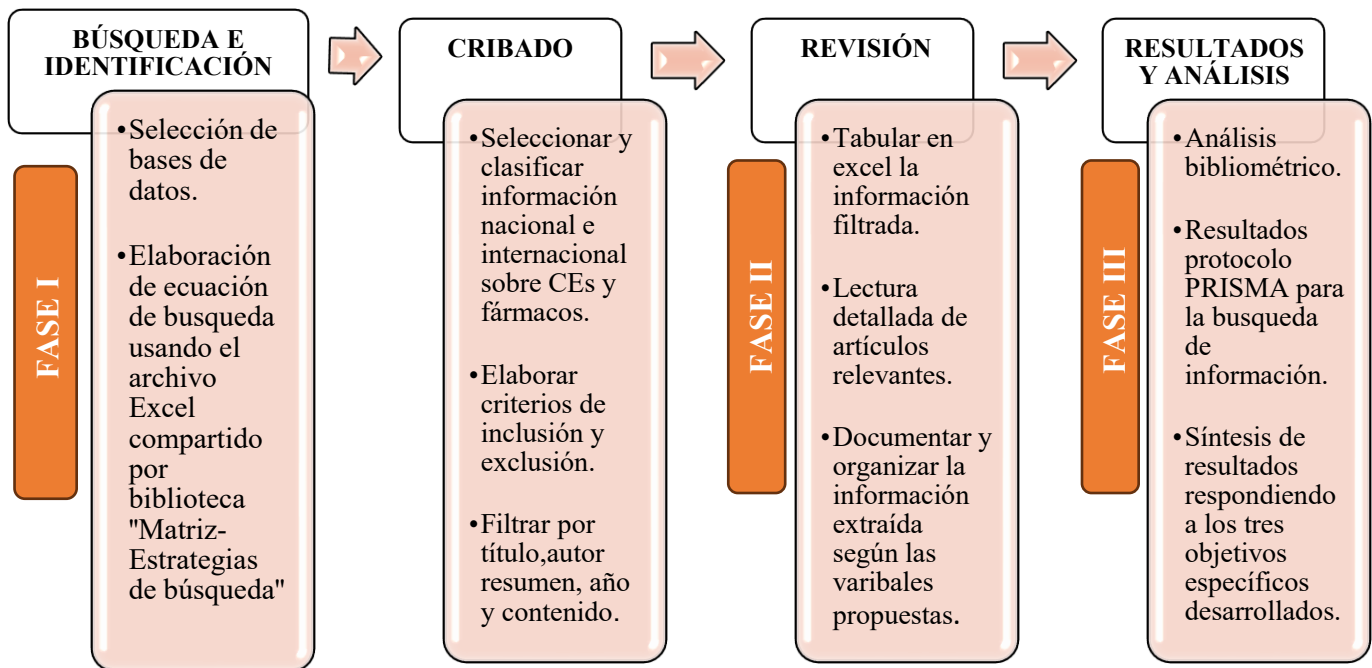 BÚSQUEDA E
IDENTIFICACIÓN
FASE I
•Selección de
bases de
datos.
•Elaboración
de ecuación
de busqueda
usando el
archivo
Excel
compartido
por
biblioteca
"Matriz-
Estrategias
de búsqueda"
CRIBADO
•Seleccionar y
clasificar
información
nacional e
internacional
sobre CEs y
fármacos.
•Elaborar
criterios de
inclusión y
exclusión.
•Filtrar por
título,autor
resumen, año
y contenido.
REVISIÓN
FASE II
•Tabular en
excel la
información
filtrada.
•Lectura
detallada de
artículos
relevantes.
•Documentar y
organizar la
información
extraída
según las
varibales
propuestas.
RESULTADOS
Y ANÁLISIS
FASE III
•Análisis
bibliométrico.
•Resultados
protocolo
PRISMA para
la busqueda
de
información.
•Síntesis de
resultados
respondiendo
a los tres
objetivos
específicos
desarrollados.